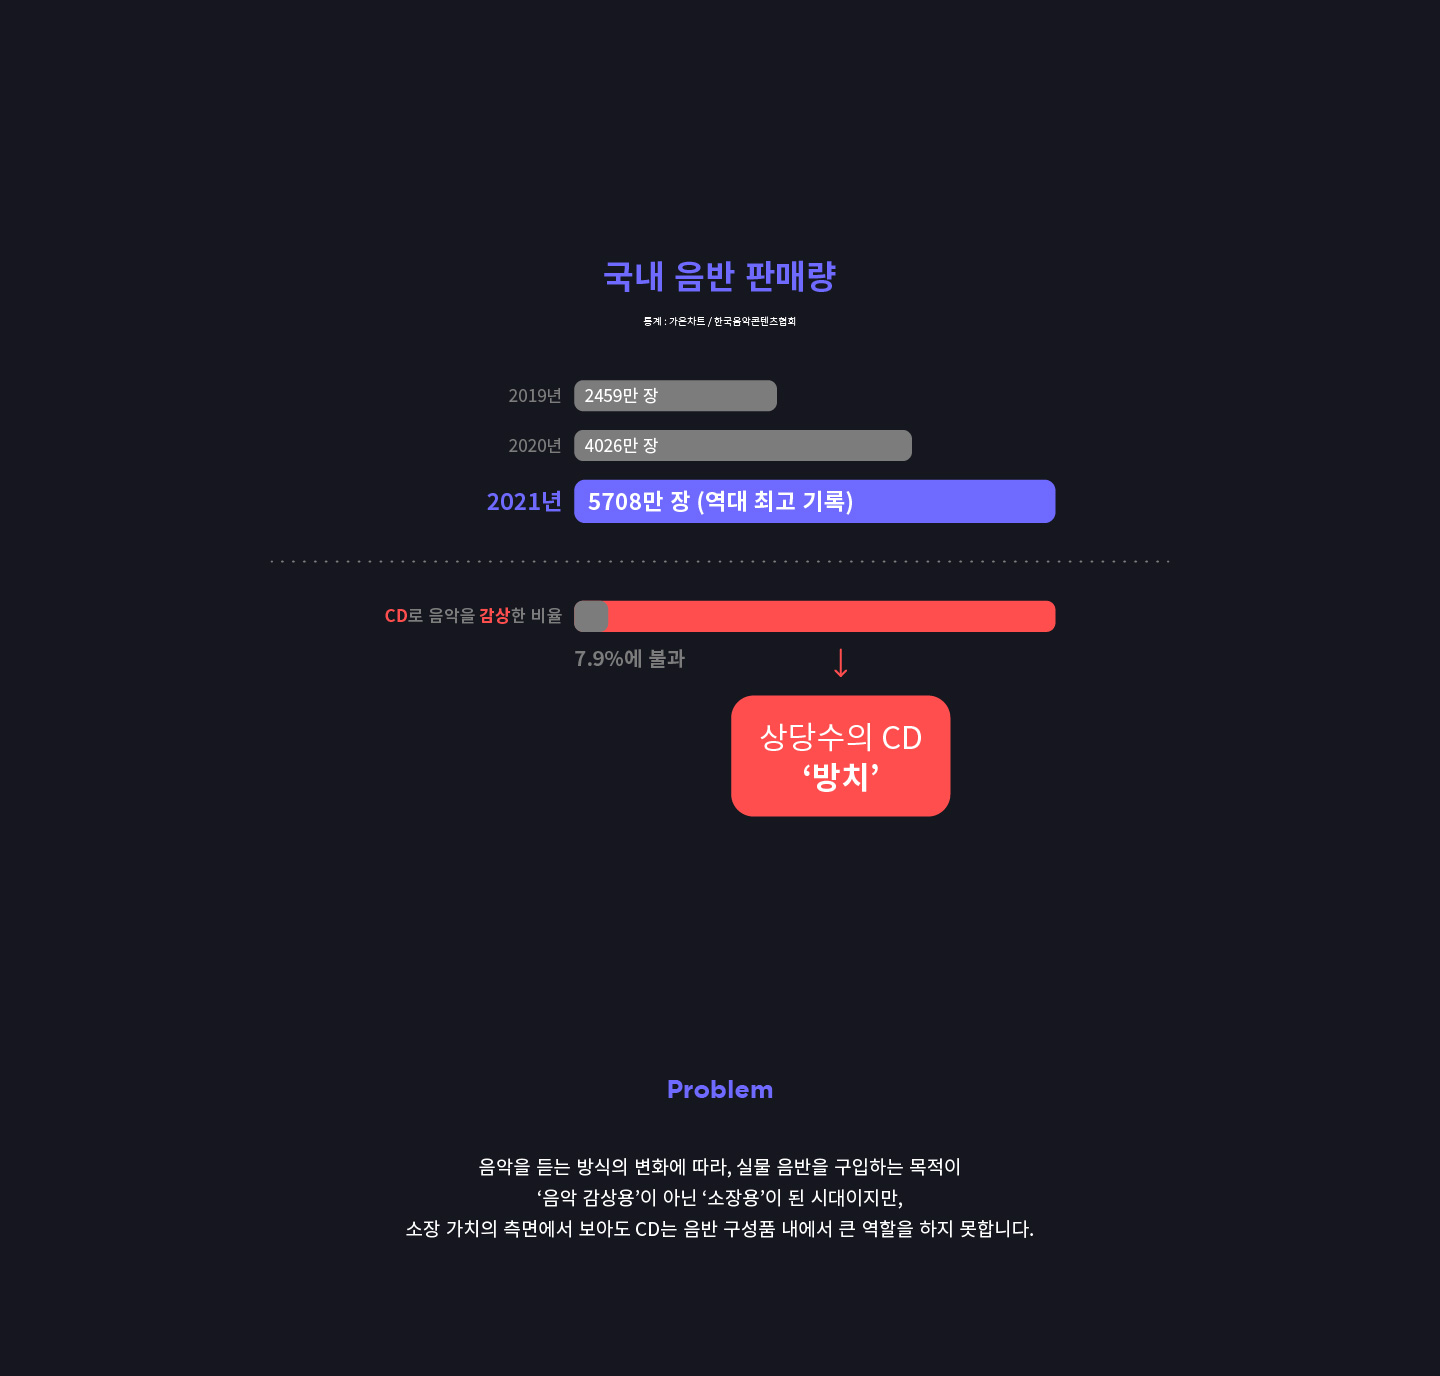 국내 음반 판매량
통계 : 가온차트 / 한국음악콘텐츠협회
2019년 2459만 장
2020년 4026만 장
2021년 5708만 장 (역대 최고 기록)
CD로 음악을 감상한 비율
7.9%에 불과
↓
상당수의 CD
‘방치’
Problem
음악을 듣는 방식의 변화에 따라, 실물 음반을 구입하는 목적이
‘음악 감상용’이 아닌 ‘소장용’이 된 시대이지만,
소장 가치의 측면에서 보아도 CD는 음반 구성품 내에서 큰 역할을 하지 못합니다.